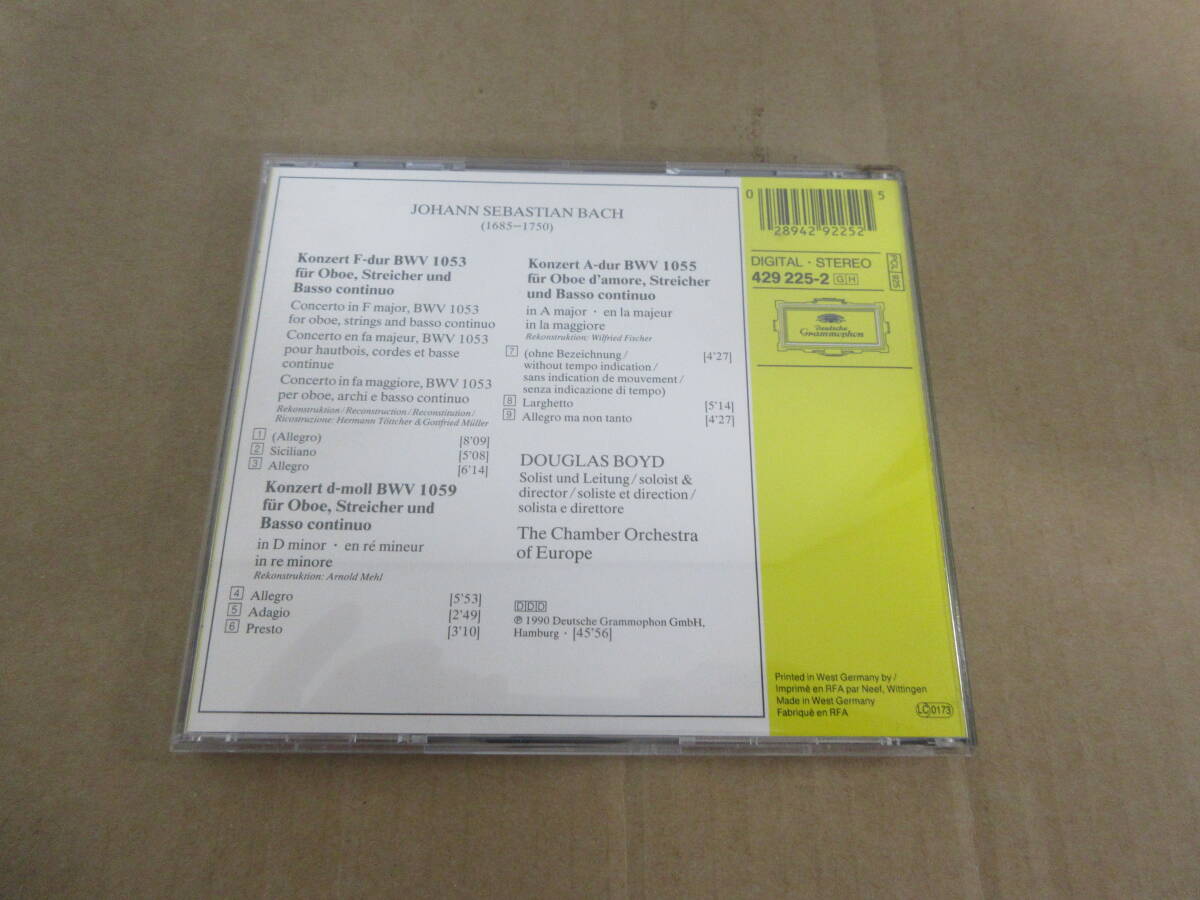 JOHANN SEBASTIAN BACH
(1685–1750)
Konzert F-dur BWV 1053
für Oboe, Streicher und
Basso continuo
Concerto in F major, BWV 1053
for oboe, strings and basso continuo
Concerto en fa majeur, BWV 1053
pour hautbois, cordes et basse
continue
Concerto in fa maggiore, BWV 1053
per oboe, archi e basso continuo
Rekonstruktion/Reconstruction/Reconstitution/
Ricostruzione: Hermann Töttcher & Gottfried Müller
1 (Allegro) [8'09]
2 Siciliano [5'08]
3 Allegro [6'14]
Konzert d-moll BWV 1059
für Oboe, Streicher und
Basso continuo
in D minor · en ré mineur
in re minore
Rekonstruktion: Arnold Mehl
4 Allegro [5'53]
5 Adagio [2'49]
6 Presto [3'10]
Konzert A-dur BWV 1055
für Oboe d'amore, Streicher
und Basso continuo
in A major · en la majeur
in la maggiore
Rekonstruktion: Wilfried Fischer
7 (ohne Bezeichnung/ [4'27]
without tempo indication/
sans indication de mouvement/
senza indicazione di tempo)
8 Larghetto [5'14]
9 Allegro ma non tanto [4'27]
DOUGLAS BOYD
Solist und Leitung/soloist &
director/soliste et direction/
solista e direttore
The Chamber Orchestra
of Europe
DDD
℗ 1990 Deutsche Grammophon GmbH,
Hamburg · [45'56]
0 28942 92252 5
DIGITAL · STEREO
429 225-2 GH
POL 805
Deutsche
Grammophon
Printed in West Germany by/
Imprimé en RFA par Neef, Wittingen
Made in West Germany
Fabriqué en RFA
LC 0173